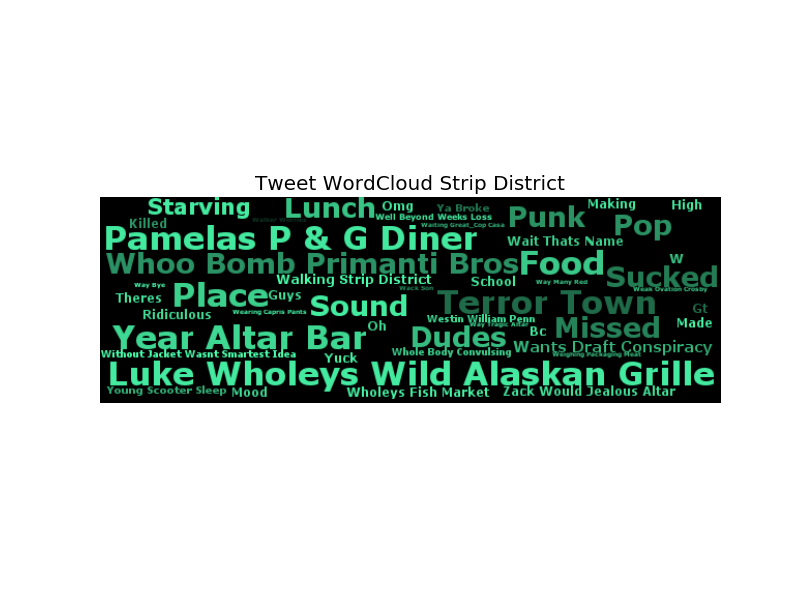 Tweet WordCloud Strip District
Starving Lunch Omg Ya Broke Punk Making High
Well Beyond Weeks Loss Pop
Killed Waiting Great_Cop Casa
Pamelas P & G Diner Wait Thats Name
Whoo Bomb Primanti Bros Food W
Walking Strip District School Way Many Red Sucked
Way Bye Wack Son Weak Ovation Crosby
Theres Place Guys Sound Terror Town Gt
Ridiculous Wearing Capris Pants Westin William Penn Made
Year Altar Bar Oh Way Tragic Altar Bc Missed
Dudes Wants Draft Conspiracy
Without Jacket Wasnt Smartest Idea Yuck Whole Body Convulsing Weighing Packaging Meat
Luke Wholeys Wild Alaskan Grille
Young Scooter Sleep Mood Wholeys Fish Market Zack Would Jealous Altar